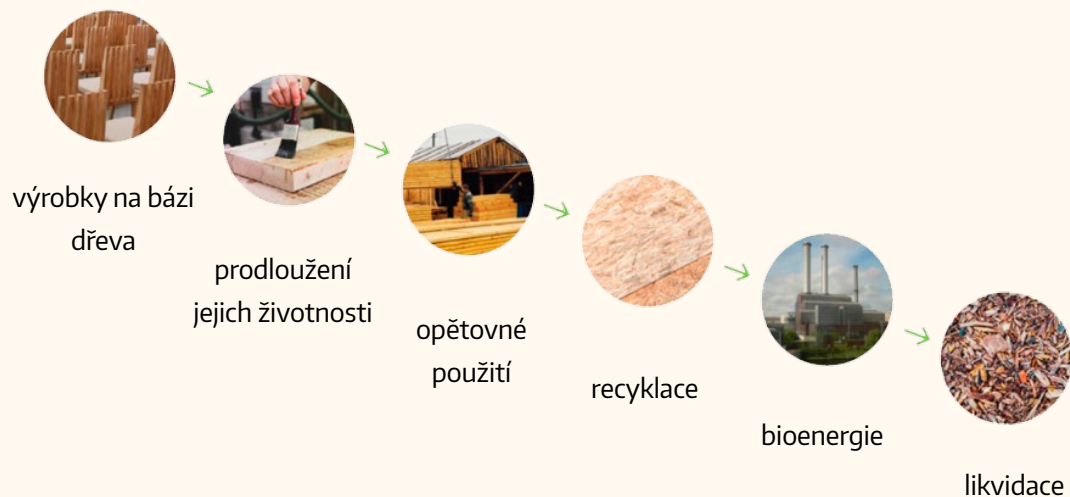 výrobky na bázi
dřeva
prodloužení
jejich životnosti
opětovné
použití
recyklace
bioenergie
likvidace